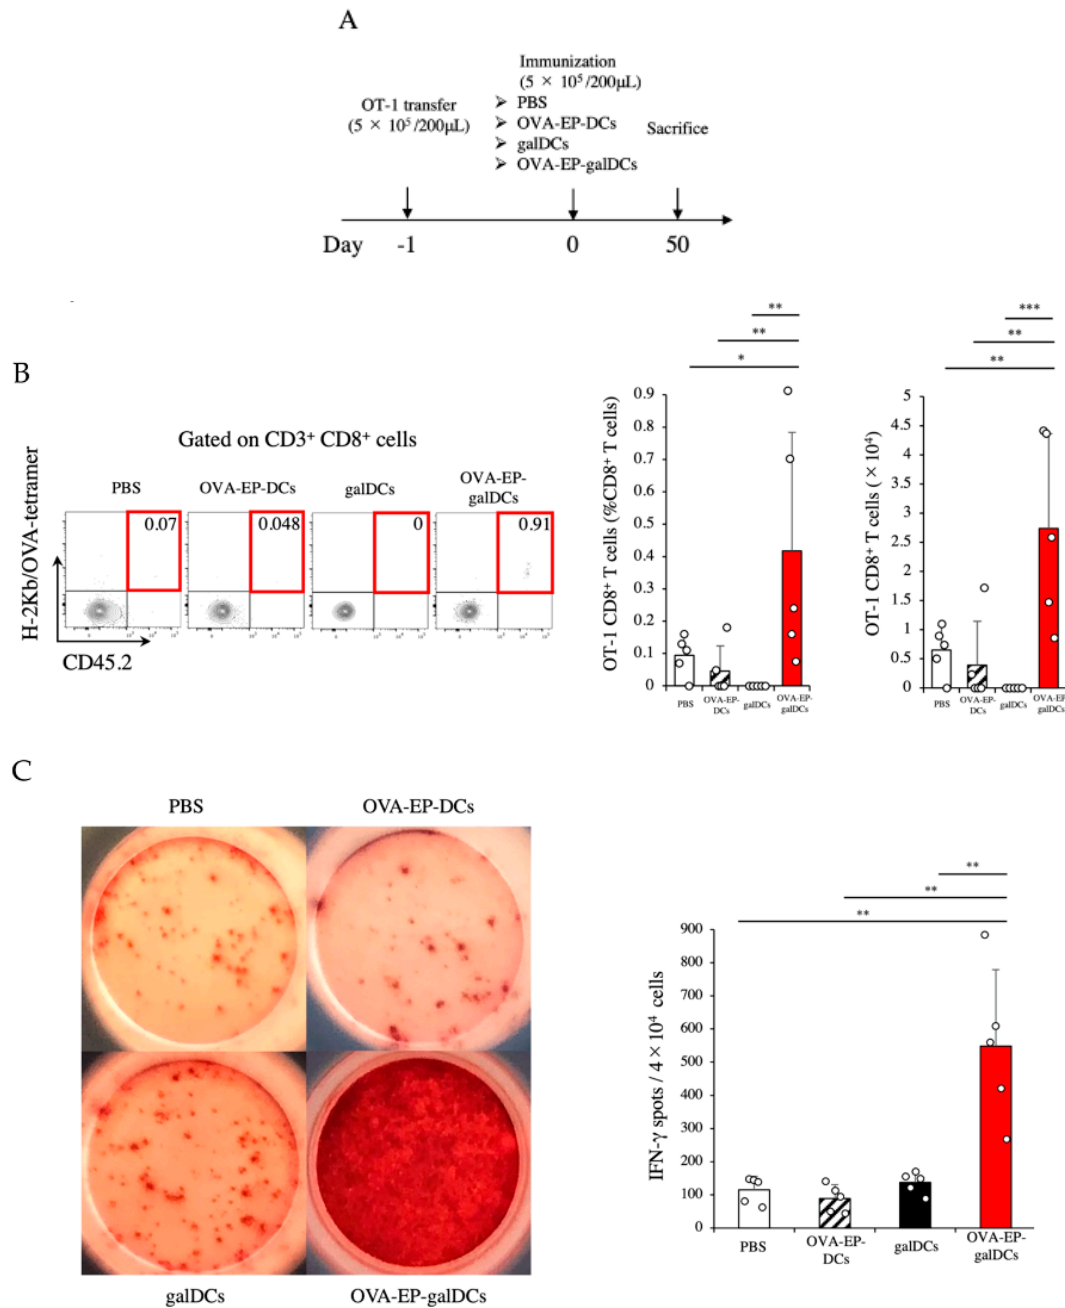 A
Immunization
(5 × 10⁵/200μL)
OT-1 transfer
(5 × 10⁵/200μL)
➢ PBS
➢ OVA-EP-DCs
➢ galDCs
➢ OVA-EP-galDCs
Sacrifice
Day -1 0 50
B
Gated on CD3⁺ CD8⁺ cells
PBS
OVA-EP-DCs
galDCs
OVA-EP-
galDCs
0.07
0.048
0
0.91
H-2Kb/OVA-tetramer
CD45.2
**
**
*
OT-1 CD8⁺ T cells (%CD8⁺ T cells)
0.9
0.8
0.7
0.6
0.5
0.4
0.3
0.2
0.1
0
PBS
OVA-EP-
DCs
galDCs
OVA-EP-
galDCs
***
**
**
OT-1 CD8⁺ T cells (×10⁴)
5
4.5
4
3.5
3
2.5
2
1.5
1
0.5
0
PBS
OVA-EP-
DCs
galDCs
OVA-EP-
galDCs
C
PBS
OVA-EP-DCs
galDCs
OVA-EP-galDCs
**
**
**
IFN-γ spots / 4×10⁴ cells
900
800
700
600
500
400
300
200
100
0
PBS
OVA-EP-
DCs
galDCs
OVA-EP-
galDCs